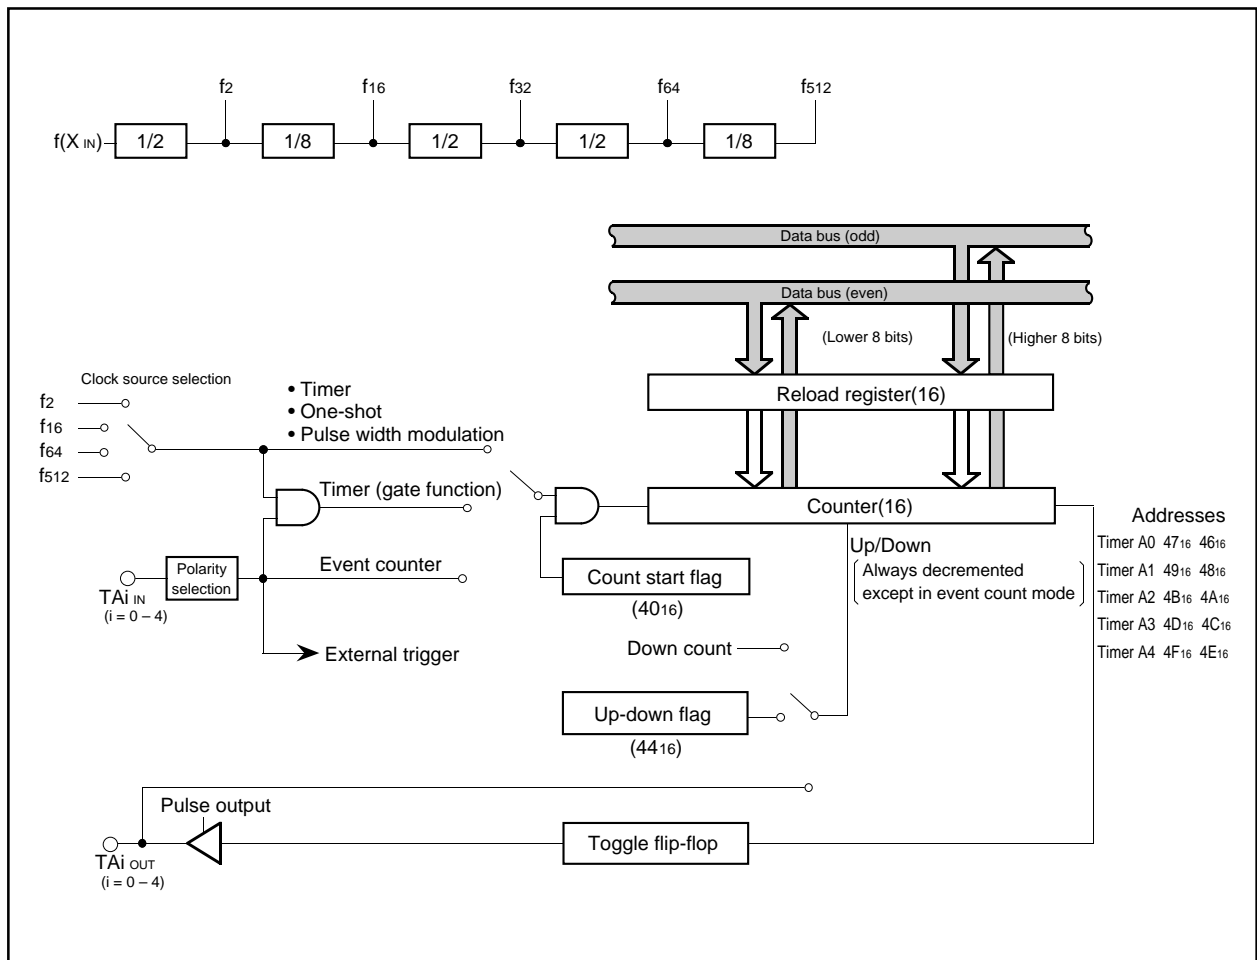 f2 f16 f32 f64 f512
f(X IN) 1/2 1/8 1/2 1/2 1/8
Data bus (odd)
Data bus (even)
(Lower 8 bits) (Higher 8 bits)
Reload register(16)
Clock source selection
f2
f16
f64
f512
• Timer
• One-shot
• Pulse width modulation
Timer (gate function)
Counter(16)
Addresses
Timer A0 4716 4616
Timer A1 4916 4816
Timer A2 4B16 4A16
Timer A3 4D16 4C16
Timer A4 4F16 4E16
Up/Down
Always decremented
except in event count mode
Polarity
selection
Event counter
Count start flag
(4016)
TAi IN
(i = 0 – 4)
External trigger
Down count
Up-down flag
(4416)
Pulse output
Toggle flip-flop
TAi OUT
(i = 0 – 4)